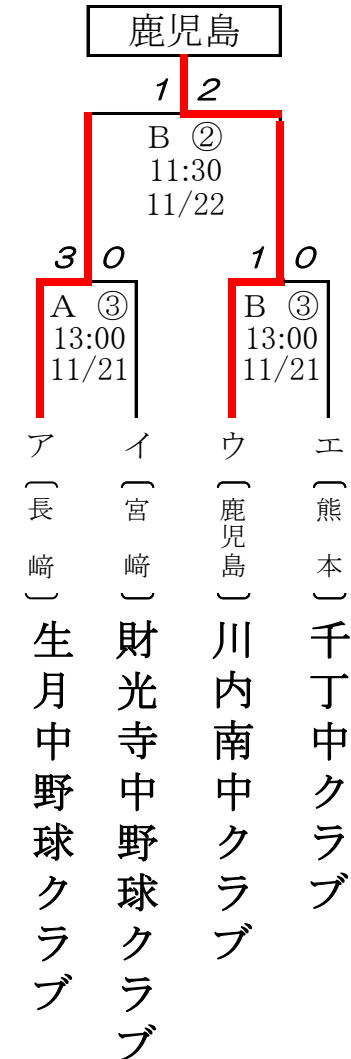 鹿児島
1 2
B ②
11:30
11/22
3 0
1 0
A ③
13:00
11/21
B ③
13:00
11/21
ア
イ
ウ
エ
〔長崎〕
〔宮崎〕
〔鹿児島〕
〔熊本〕
生月中野球クラブ
財光寺中野球クラブ
川内南中クラブ
千丁中クラブ